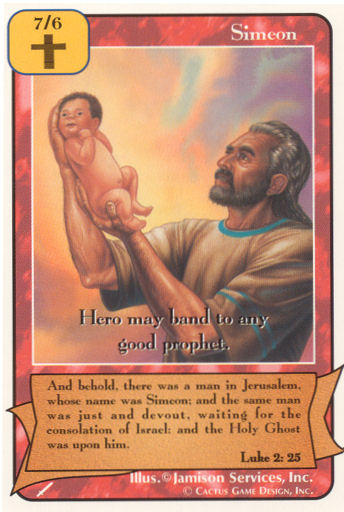 7/6
Simeon
Hero may band to any
good prophet.
And behold, there was a man in Jerusalem,
whose name was Simeon; and the same man
was just and devout, waiting for the
consolation of Israel: and the Holy Ghost
was upon him.
Luke 2: 25
Illus.©Jamison Services, Inc.
© Cactus Game Design, Inc.